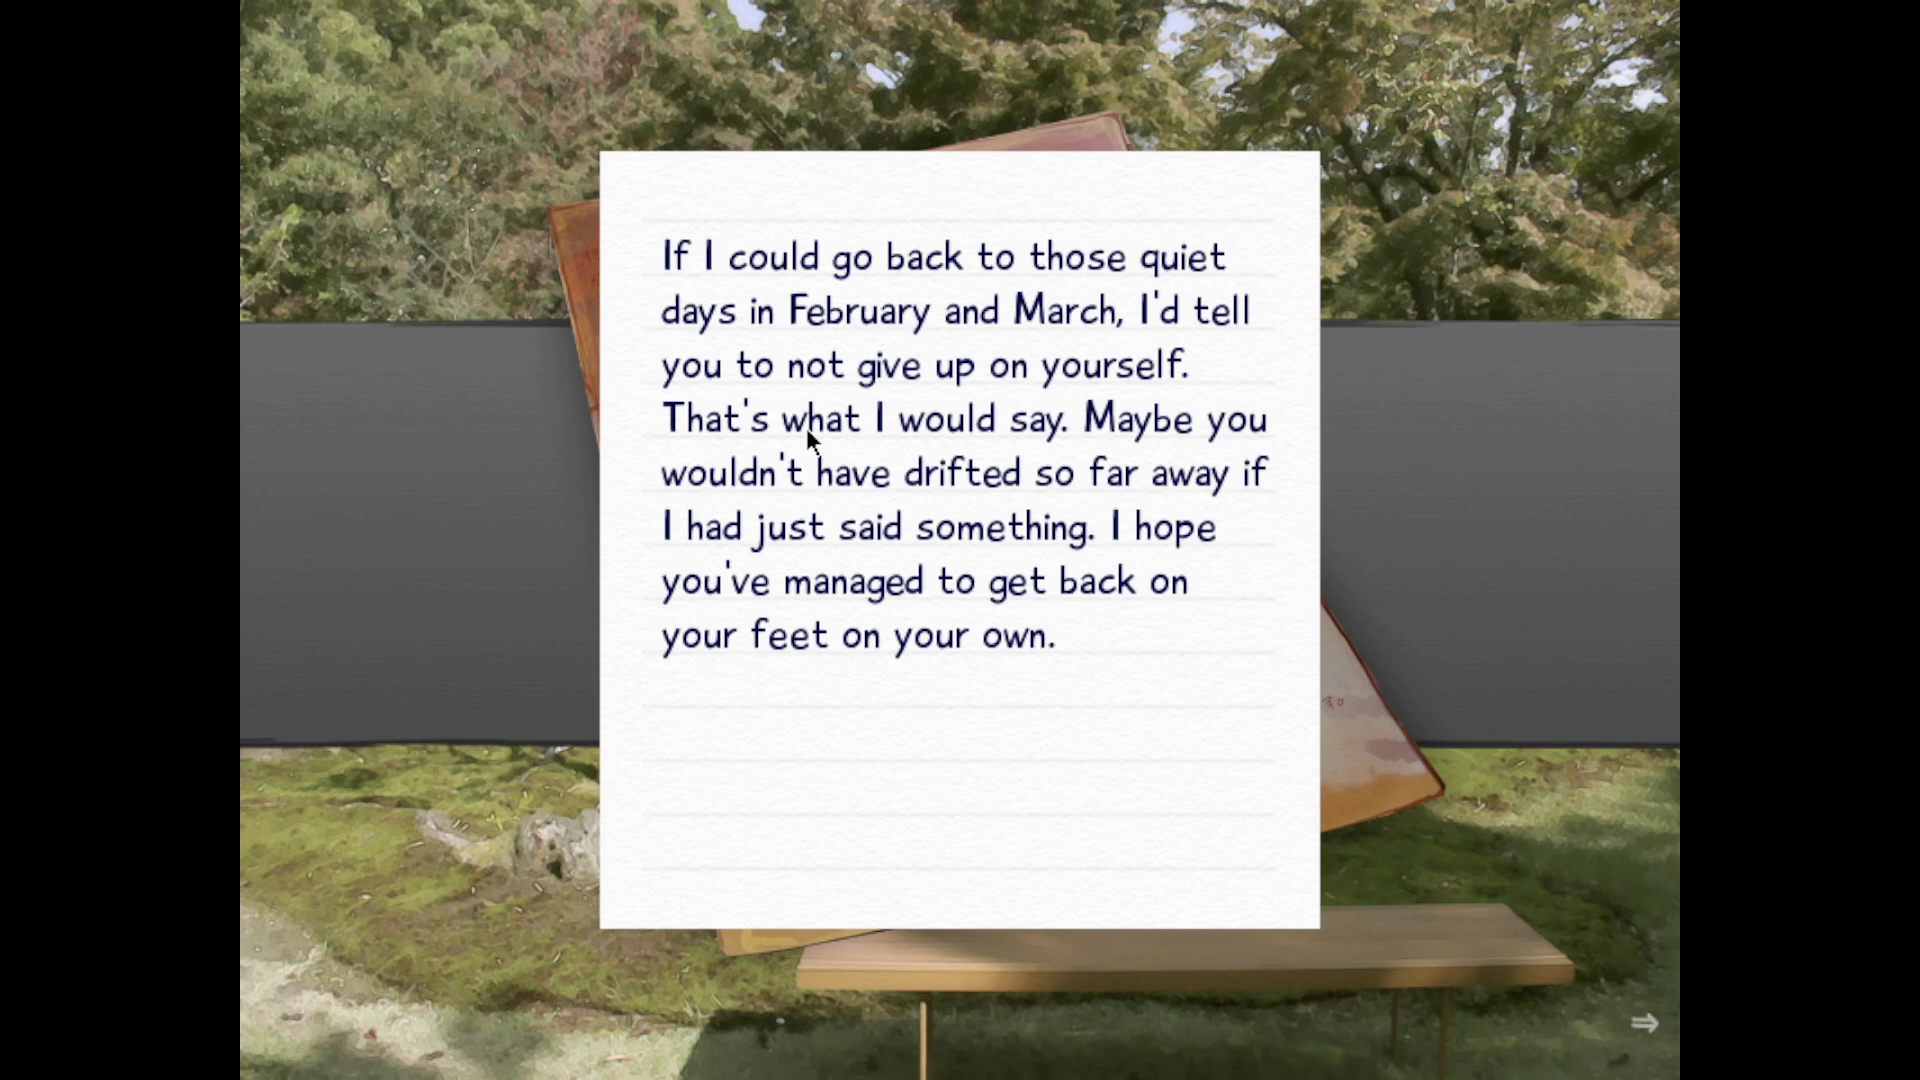 If I could go back to those quiet
days in February and March, I'd tell
you to not give up on yourself.
That's what I would say. Maybe you
wouldn't have drifted so far away if
I had just said something. I hope
you've managed to get back on
your feet on your own.